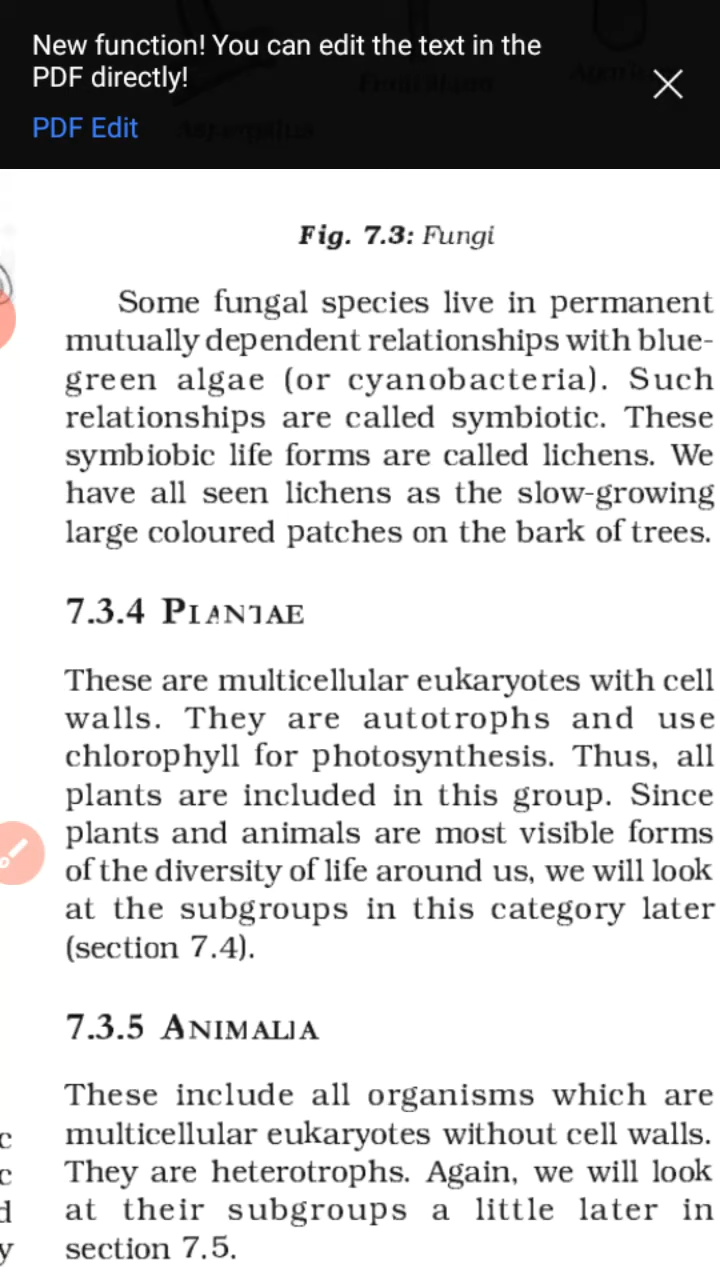 New function! You can edit the text in the
PDF directly!
PDF Edit
Aspergillus
Fig. 7.3: Fungi
Some fungal species live in permanent
mutually dependent relationships with blue-
green algae (or cyanobacteria). Such
relationships are called symbiotic. These
symbiobic life forms are called lichens. We
have all seen lichens as the slow-growing
large coloured patches on the bark of trees.
7.3.4 PLANTAE
These are multicellular eukaryotes with cell
walls. They are autotrophs and use
chlorophyll for photosynthesis. Thus, all
plants are included in this group. Since
plants and animals are most visible forms
of the diversity of life around us, we will look
at the subgroups in this category later
(section 7.4).
7.3.5 ANIMALIA
These include all organisms which are
multicellular eukaryotes without cell walls.
They are heterotrophs. Again, we will look
at their subgroups a little later in
section 7.5.
c
c
d
y